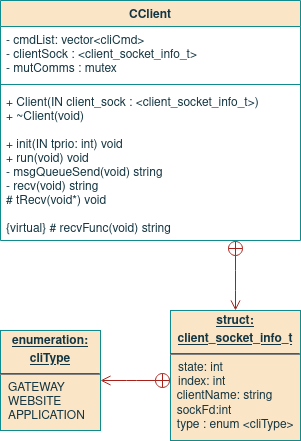 CClient
- cmdList: vector<cliCmd>
- clientSock : <client_socket_info_t>
- mutComms : mutex
+ Client(IN client_sock : <client_socket_info_t>)
+ ~Client(void)
+ init(IN tprio: int) void
+ run(void) void
- msgQueueSend(void) string
- recv(void) string
# tRecv(void*) void
{virtual} # recvFunc(void) string
struct:
client_socket_info_t
state: int
index: int
clientName: string
sockFd:int
type : enum <cliType>
enumeration:
cliType
GATEWAY
WEBSITE
APPLICATION